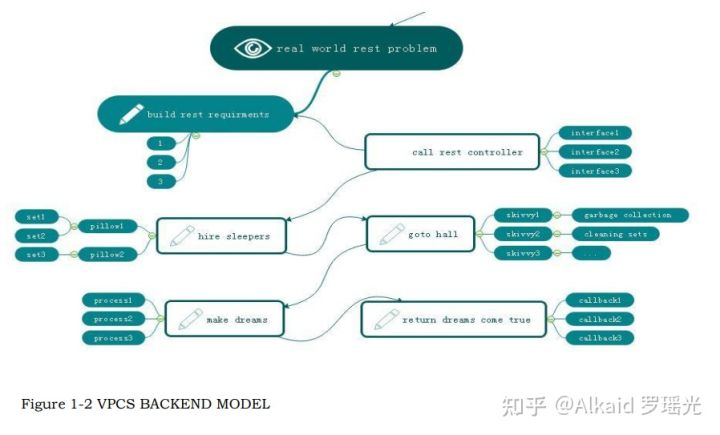 real world rest problem
build rest requirments
1
2
3
call rest controller
interface1
interface2
interface3
set1
set2
set3
pillow1
pillow2
hire sleepers
goto hall
skivvy1
garbage collection
skivvy2
cleaning sets
skivvy3
...
process1
process2
process3
make dreams
return dreams come true
callback1
callback2
callback3
知乎 @Alkaid 罗瑶光
Figure 1-2 VPCS BACKEND MODEL